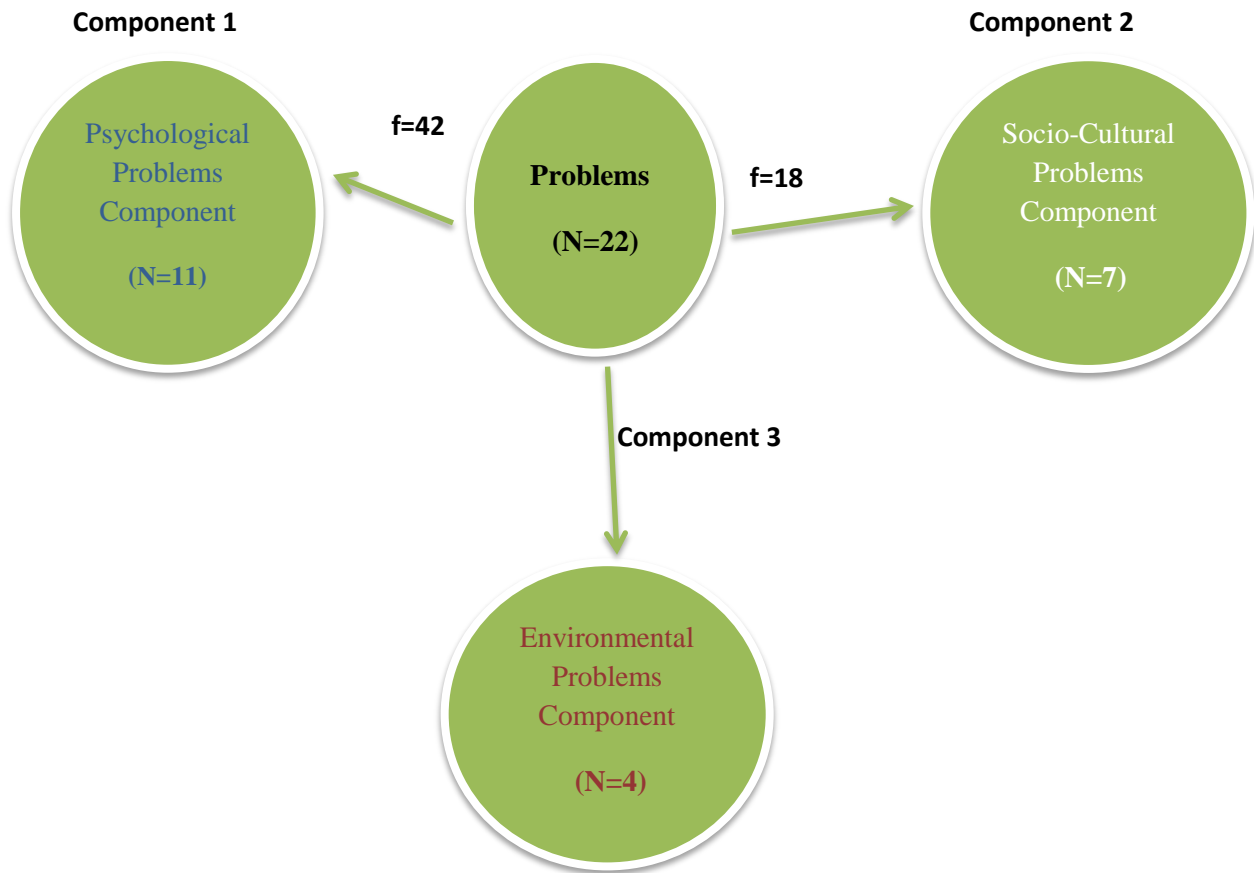 Component 1
Component 2
Psychological
Problems
Component
(N=11)
f=42
Problems
(N=22)
f=18
Socio-Cultural
Problems
Component
(N=7)
Component 3
Environmental
Problems
Component
(N=4)